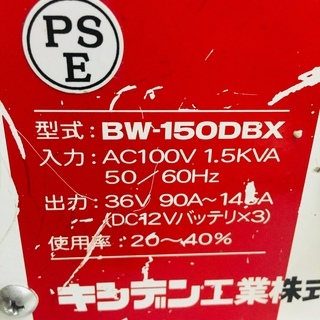 PS
E
型式：BW-150DBX
入力：AC100V 1.5KVA
50／60Hz
出力：36V 90A～145A
(DC12Vバッテリ×3)
使用率：20～40%
キシデン工業株式